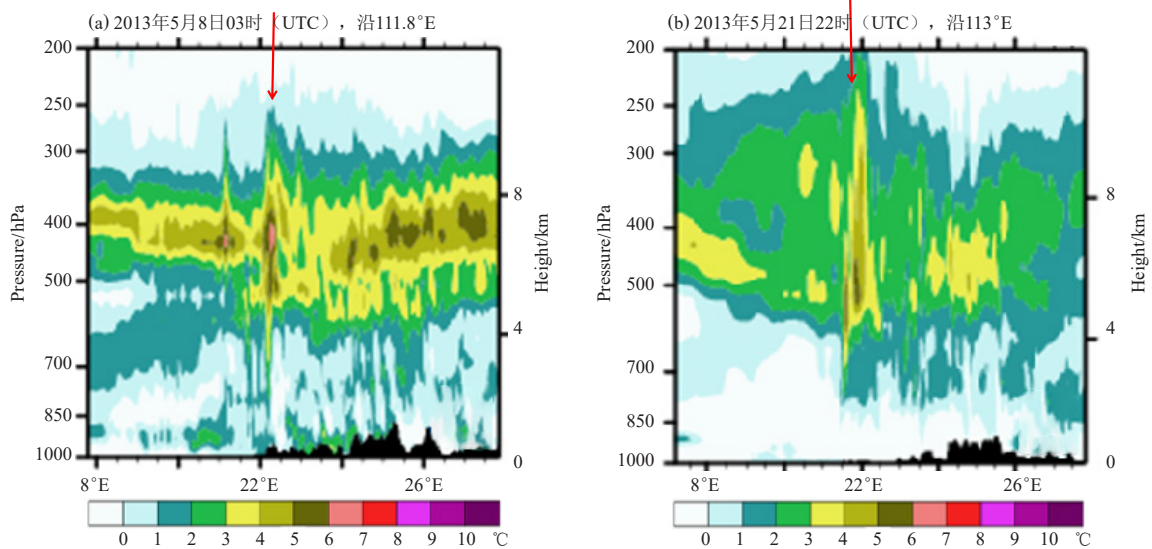 (a) 2013年5月8日03时（UTC），沿111.8°E
200
250
300
400
500
700
850
1000
Pressure/hPa
8
4
0
Height/km
8°E
22°E
26°E
0 1 2 3 4 5 6 7 8 9 10 ℃
(b) 2013年5月21日22时（UTC），沿113°E
200
250
300
400
500
700
850
1000
Pressure/hPa
8
4
0
Height/km
8°E
22°E
26°E
0 1 2 3 4 5 6 7 8 9 10 ℃